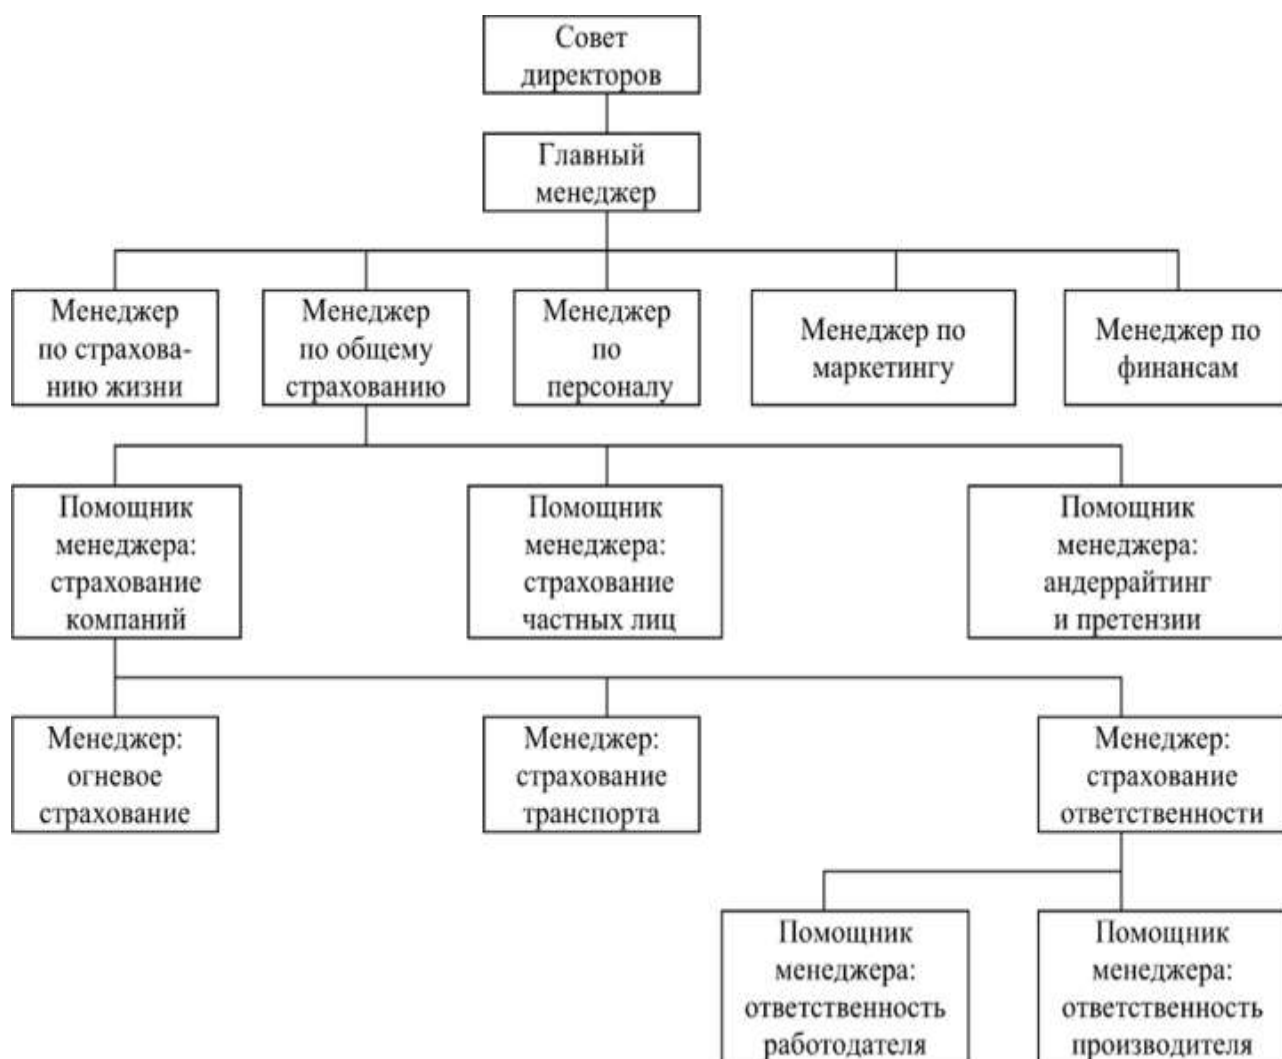 Совет
директоров
Главный
менеджер
Менеджер
по страхова-
нию жизни
Менеджер
по общему
страхованию
Менеджер
по
персоналу
Менеджер по
маркетингу
Менеджер по
финансам
Помощник
менеджера:
страхование
компаний
Помощник
менеджера:
страхование
частных лиц
Помощник
менеджера:
андеррайтинг
и претензии
Менеджер:
огневое
страхование
Менеджер:
страхование
транспорта
Менеджер:
страхование
ответственности
Помощник
менеджера:
ответственность
работодателя
Помощник
менеджера:
ответственность
производителя